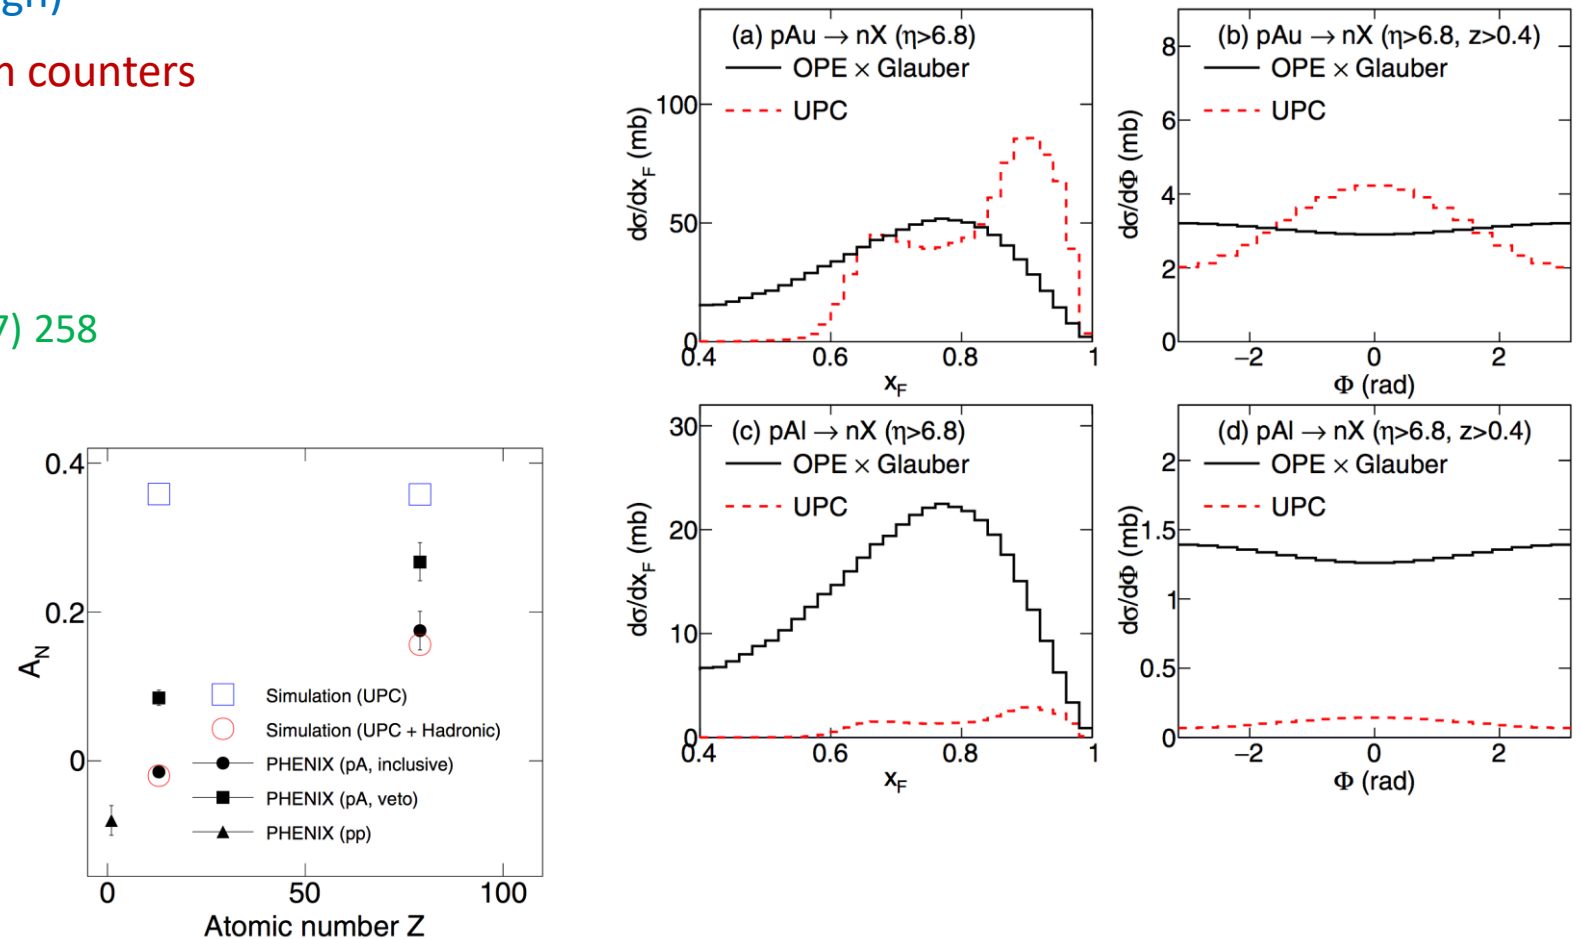 gh)
n counters
7) 258
0.4
0.2
0
A_N
0
50
100
Atomic number Z
Simulation (UPC)
Simulation (UPC + Hadronic)
PHENIX (pA, inclusive)
PHENIX (pA, veto)
PHENIX (pp)
(a) pAu → nX (η>6.8)
OPE × Glauber
UPC
100
50
0
dσ/dx_F (mb)
0.4
0.6
0.8
1
x_F
(b) pAu → nX (η>6.8, z>0.4)
OPE × Glauber
UPC
8
6
4
2
0
dσ/dΦ (mb)
−2
0
2
Φ (rad)
(c) pAl → nX (η>6.8)
OPE × Glauber
UPC
30
20
10
0
dσ/dx_F (mb)
0.4
0.6
0.8
1
x_F
(d) pAl → nX (η>6.8, z>0.4)
OPE × Glauber
UPC
2
1.5
1
0.5
0
dσ/dΦ (mb)
−2
0
2
Φ (rad)